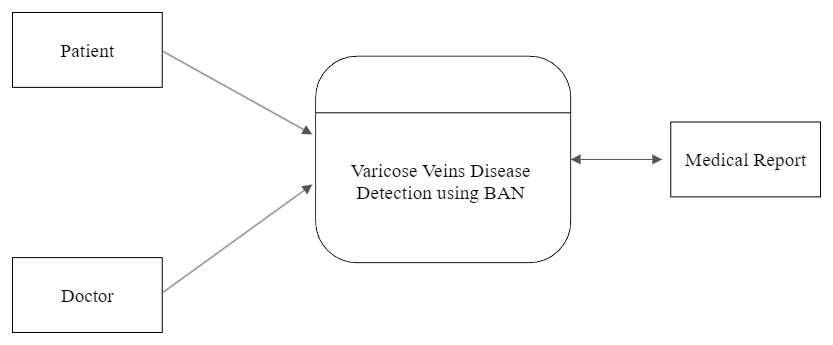 Patient
Varicose Veins Disease
Detection using BAN
Medical Report
Doctor